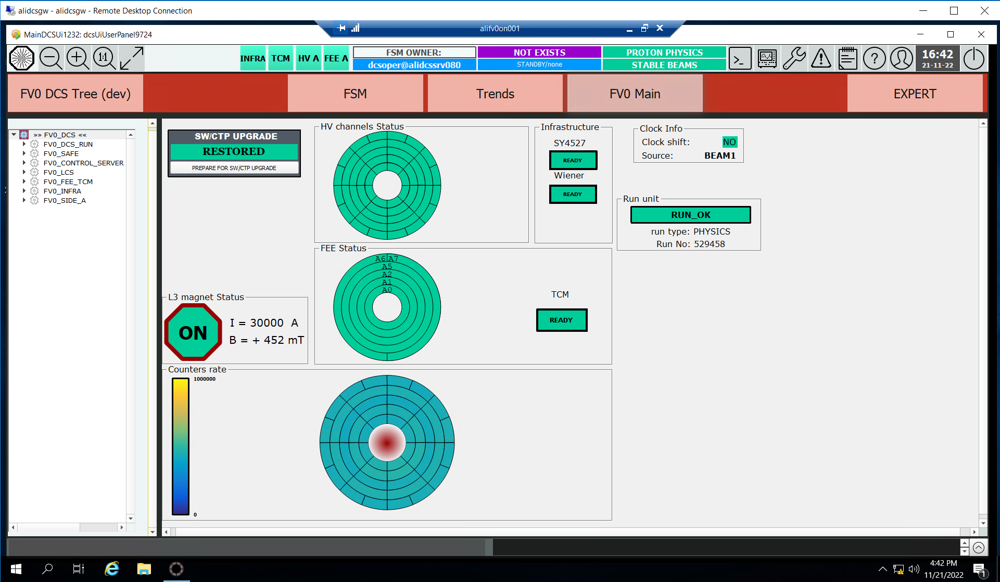 alidcsgw - alidcsgw - Remote Desktop Connection
alifv0on001
MainDCSUi1232: dcsUiUserPanel9724
1:1
INFRA
TCM
HV A
FEE A
FSM OWNER:
dcsoper@alidcssrv080
NOT EXISTS
STANDBY/none
PROTON PHYSICS
STABLE BEAMS
>_
?
16:42
21-11-22
FV0 DCS Tree (dev)
FSM
Trends
FV0 Main
EXPERT
»» FV0_DCS ««
FV0_DCS_RUN
FV0_SAFE
FV0_CONTROL_SERVER
FV0_LCS
FV0_FEE_TCM
FV0_INFRA
FV0_SIDE_A
SW/CTP UPGRADE
RESTORED
PREPARE FOR SW/CTP UPGRADE
HV channels Status
Infrastructure
SY4527
READY
Wiener
READY
Clock Info
Clock shift: NO
Source: BEAM1
Run unit
RUN_OK
run type: PHYSICS
Run No: 529458
FEE Status
A6 A7
A5
A2
A1
A0
TCM
READY
L3 magnet Status
ON
I = 30000 A
B = + 452 mT
Counters rate
1000000
0
4:42 PM
11/21/2022
1